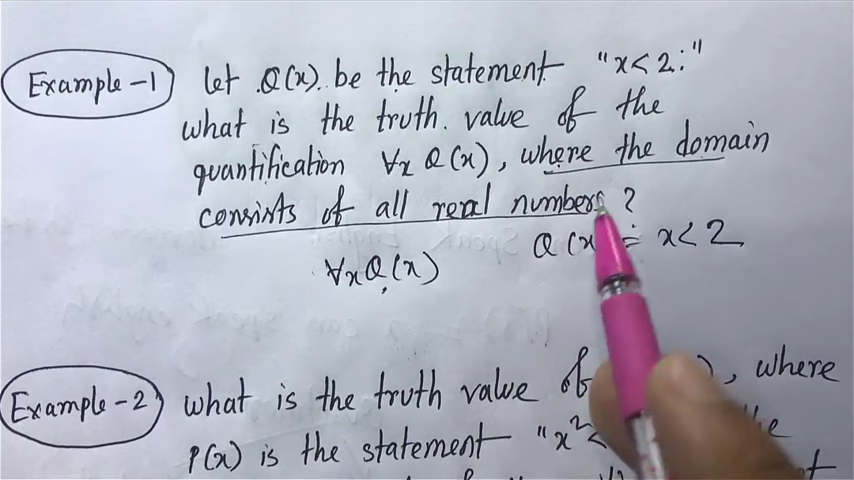 Example-1
Let Q(x). be the statement "x<2:"
what is the truth. value of the
quantification ∀x Q(x), where the domain
consists of all real numbers ?
Q(x = x<2
∀x Q(x)
Example-2
what is the truth value of ), where
P(x) is the statement "x²<